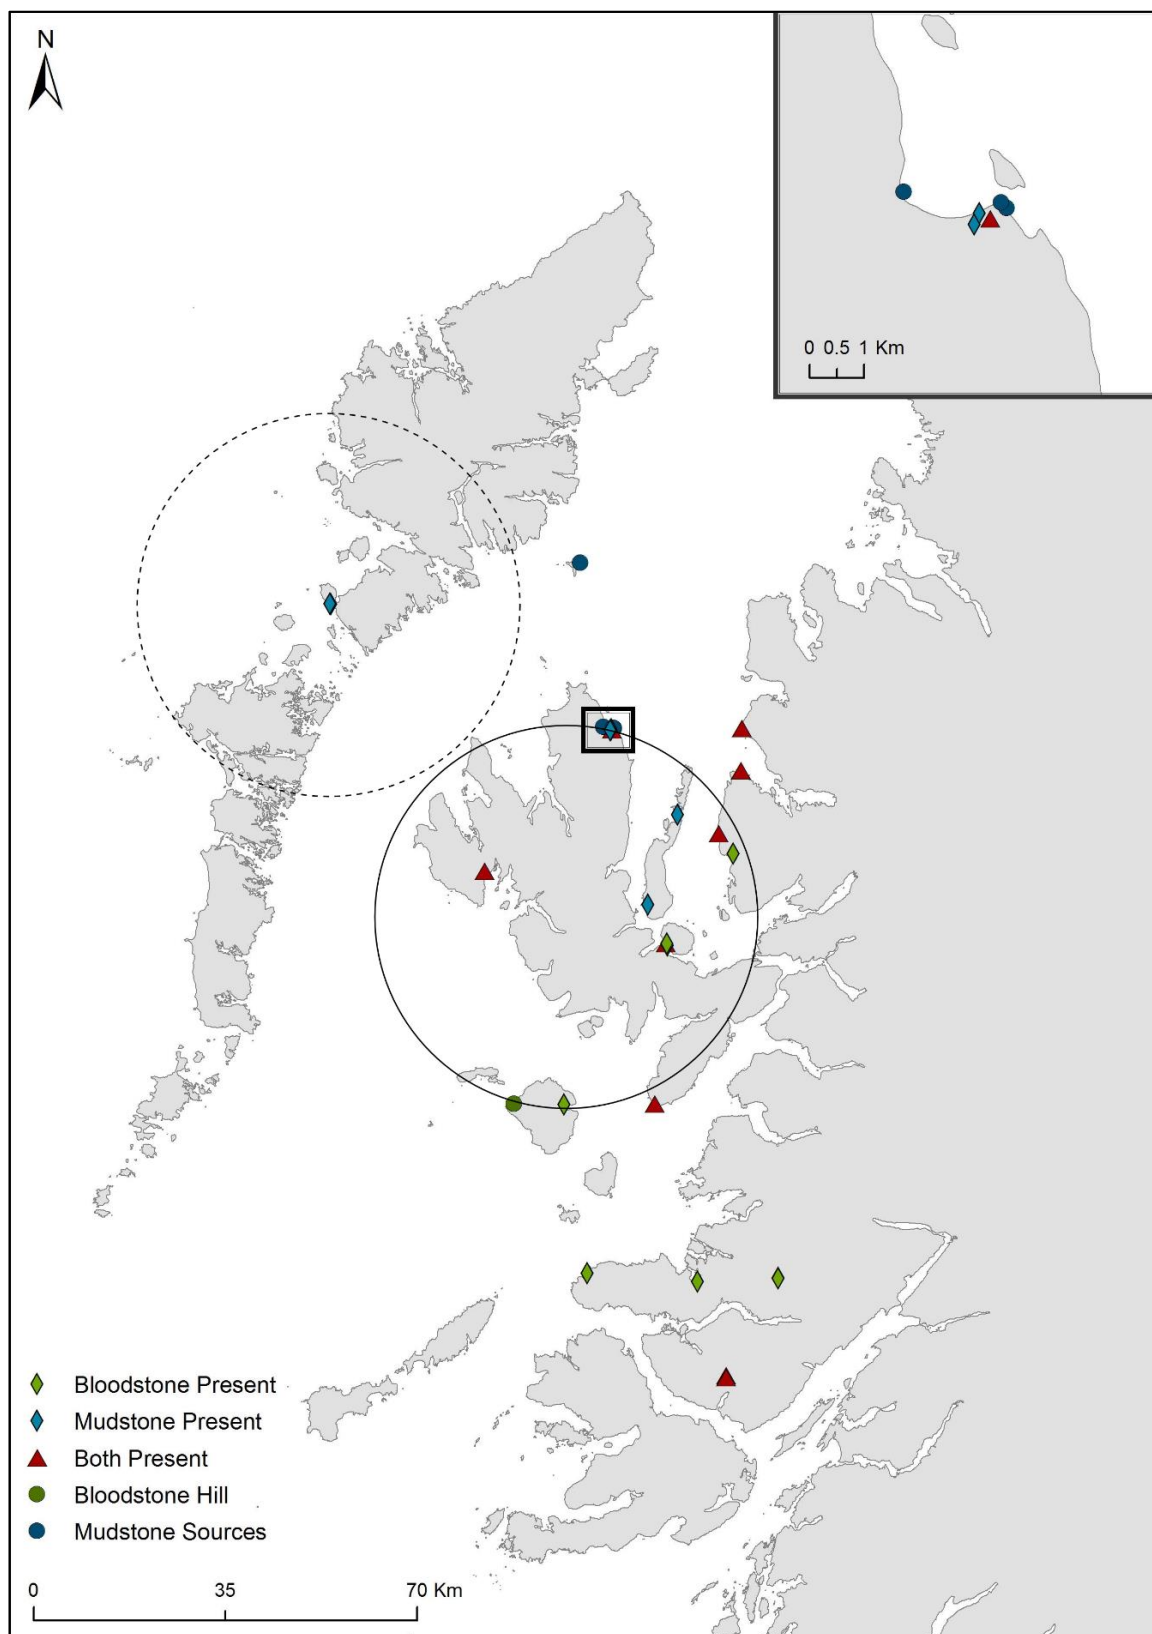 N
0 0.5 1 Km
Bloodstone Present
Mudstone Present
Both Present
Bloodstone Hill
Mudstone Sources
0 35 70 Km